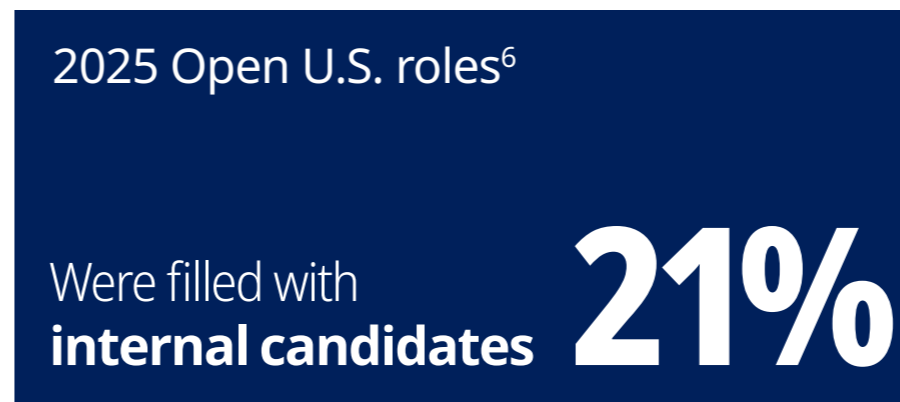 2025 Open U.S. roles⁶
Were filled with
internal candidates
21%